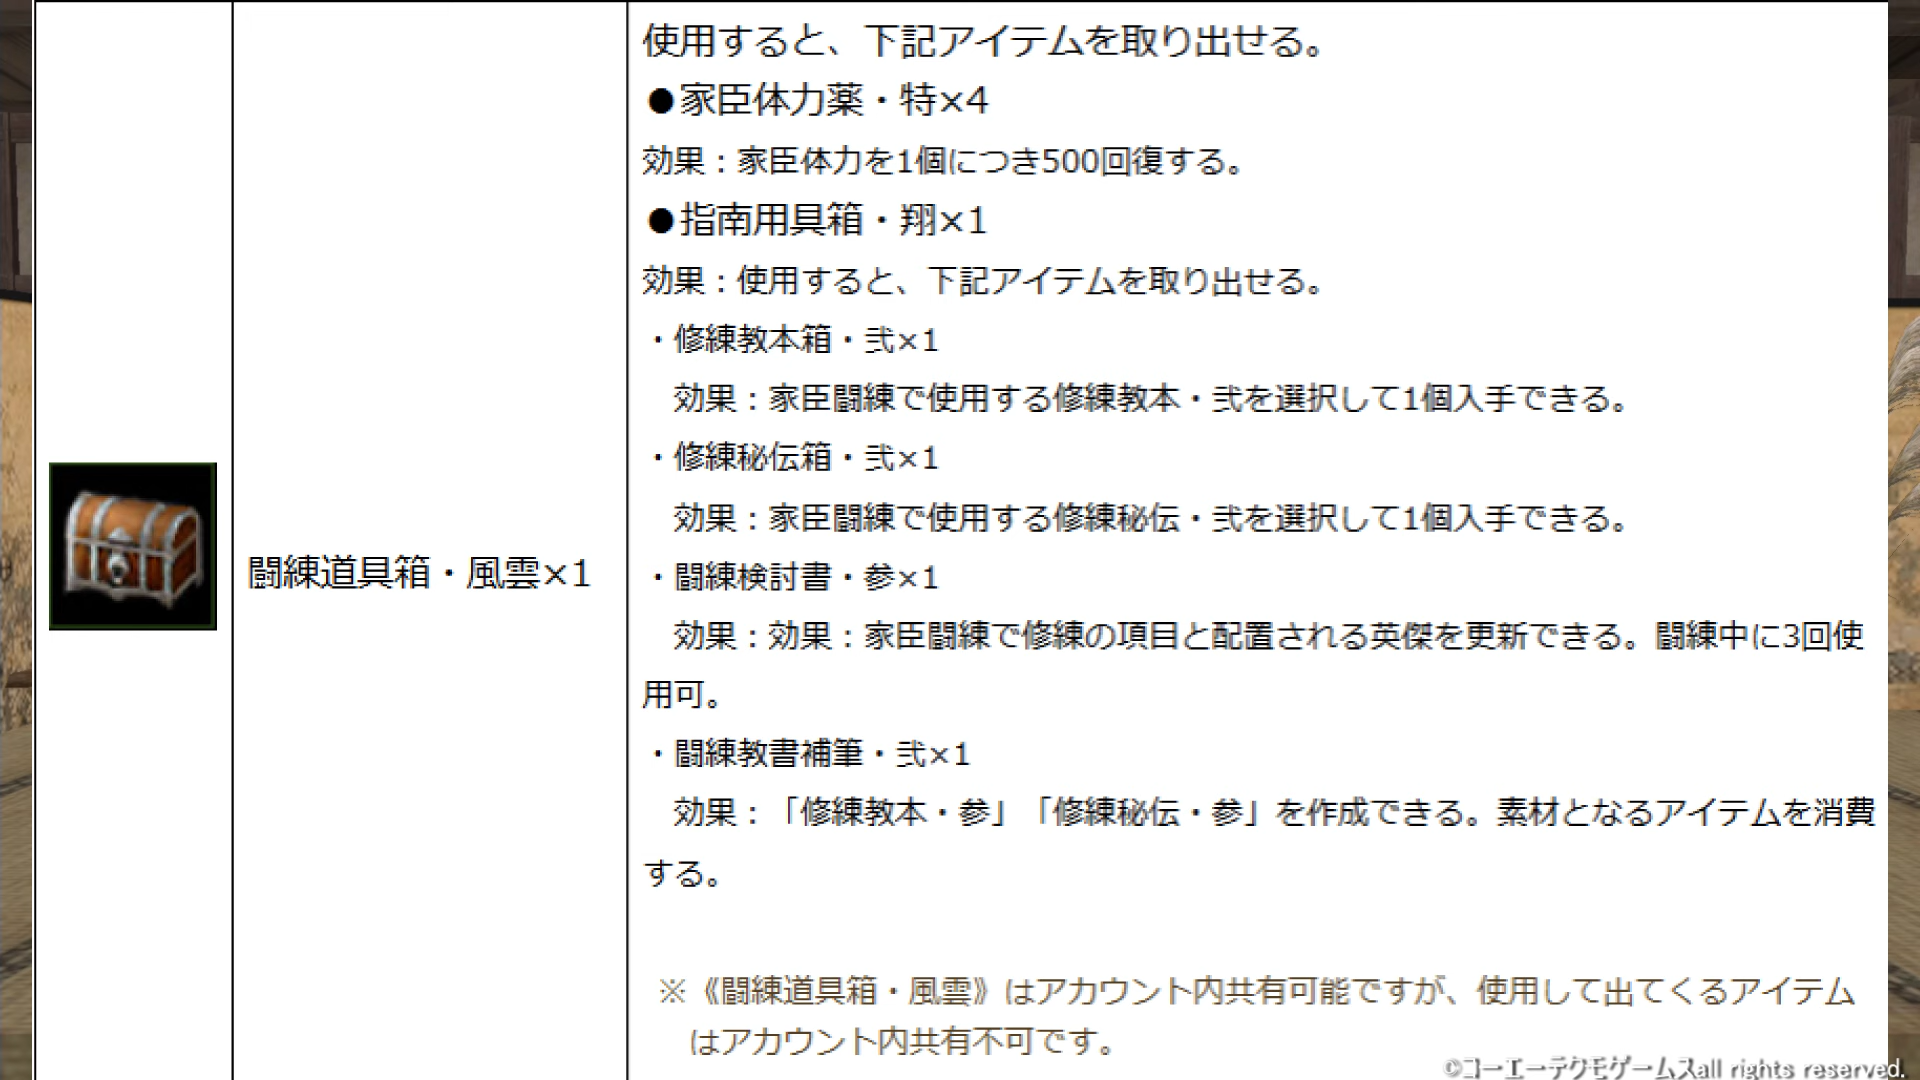 闘練道具箱・風雲×1
使用すると、下記アイテムを取り出せる。
●家臣体力薬・特×4
効果：家臣体力を1個につき500回復する。
●指南用具箱・翔×1
効果：使用すると、下記アイテムを取り出せる。
・修練教本箱・弐×1
効果：家臣闘練で使用する修練教本・弐を選択して1個入手できる。
・修練秘伝箱・弐×1
効果：家臣闘練で使用する修練秘伝・弐を選択して1個入手できる。
・闘練検討書・参×1
効果：効果：家臣闘練で修練の項目と配置される英傑を更新できる。闘練中に3回使
用可。
・闘練教書補筆・弐×1
効果：「修練教本・参」「修練秘伝・参」を作成できる。素材となるアイテムを消費
する。
※《闘練道具箱・風雲》はアカウント内共有可能ですが、使用して出てくるアイテム
はアカウント内共有不可です。
©コーエーテクモゲームスall rights reserved.